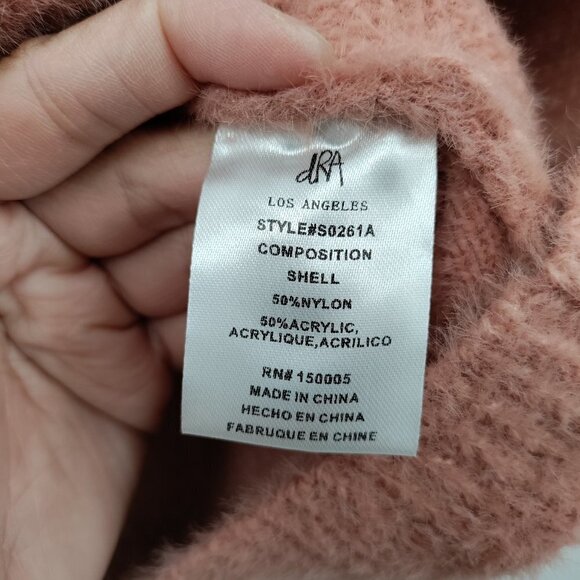 dRA
LOS ANGELES
STYLE#S0261A
COMPOSITION
SHELL
50%NYLON
50%ACRYLIC,
ACRYLIQUE,ACRILICO
RN# 150005
MADE IN CHINA
HECHO EN CHINA
FABRIQUE EN CHINE